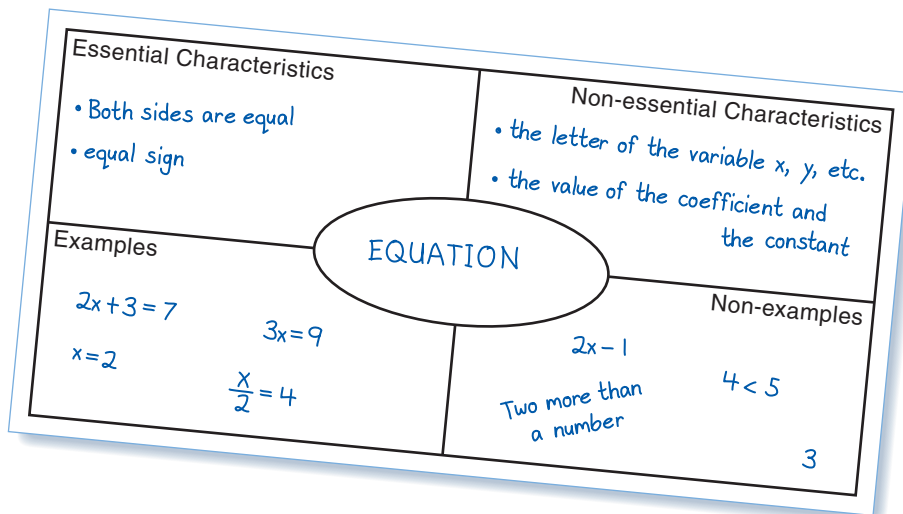 Essential Characteristics
• Both sides are equal
• equal sign
Non-essential Characteristics
• the letter of the variable x, y, etc.
• the value of the coefficient and
the constant
EQUATION
Examples
2x + 3 = 7
3x = 9
x = 2
x/2 = 4
Non-examples
2x − 1
4 < 5
Two more than
a number
3